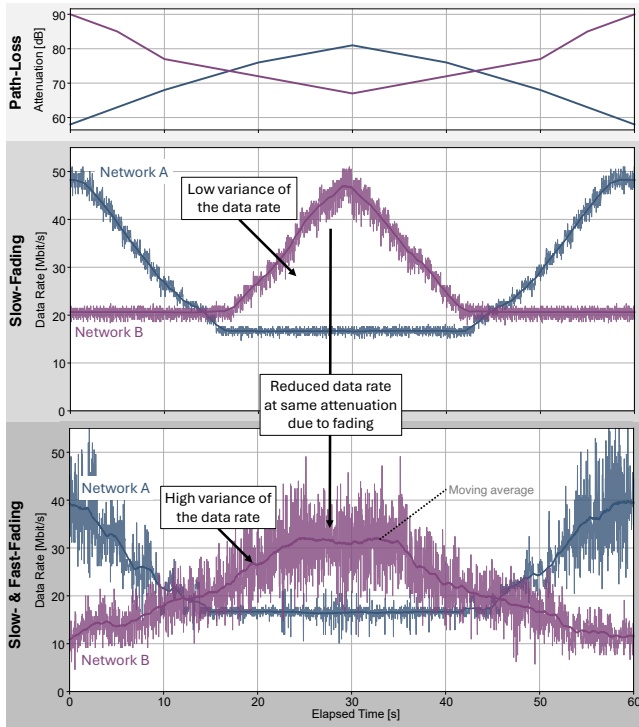 Path-Loss
Attenuation [dB]
90
80
70
60
Slow-Fading
Data Rate [Mbit/s]
50
40
30
20
10
0
Network A
Low variance of
the data rate
Network B
Reduced data rate
at same attenuation
due to fading
Slow- & Fast-Fading
Data Rate [Mbit/s]
50
40
30
20
10
0
Network A
High variance of
the data rate
Moving average
Network B
0 10 20 30 40 50 60
Elapsed Time [s]